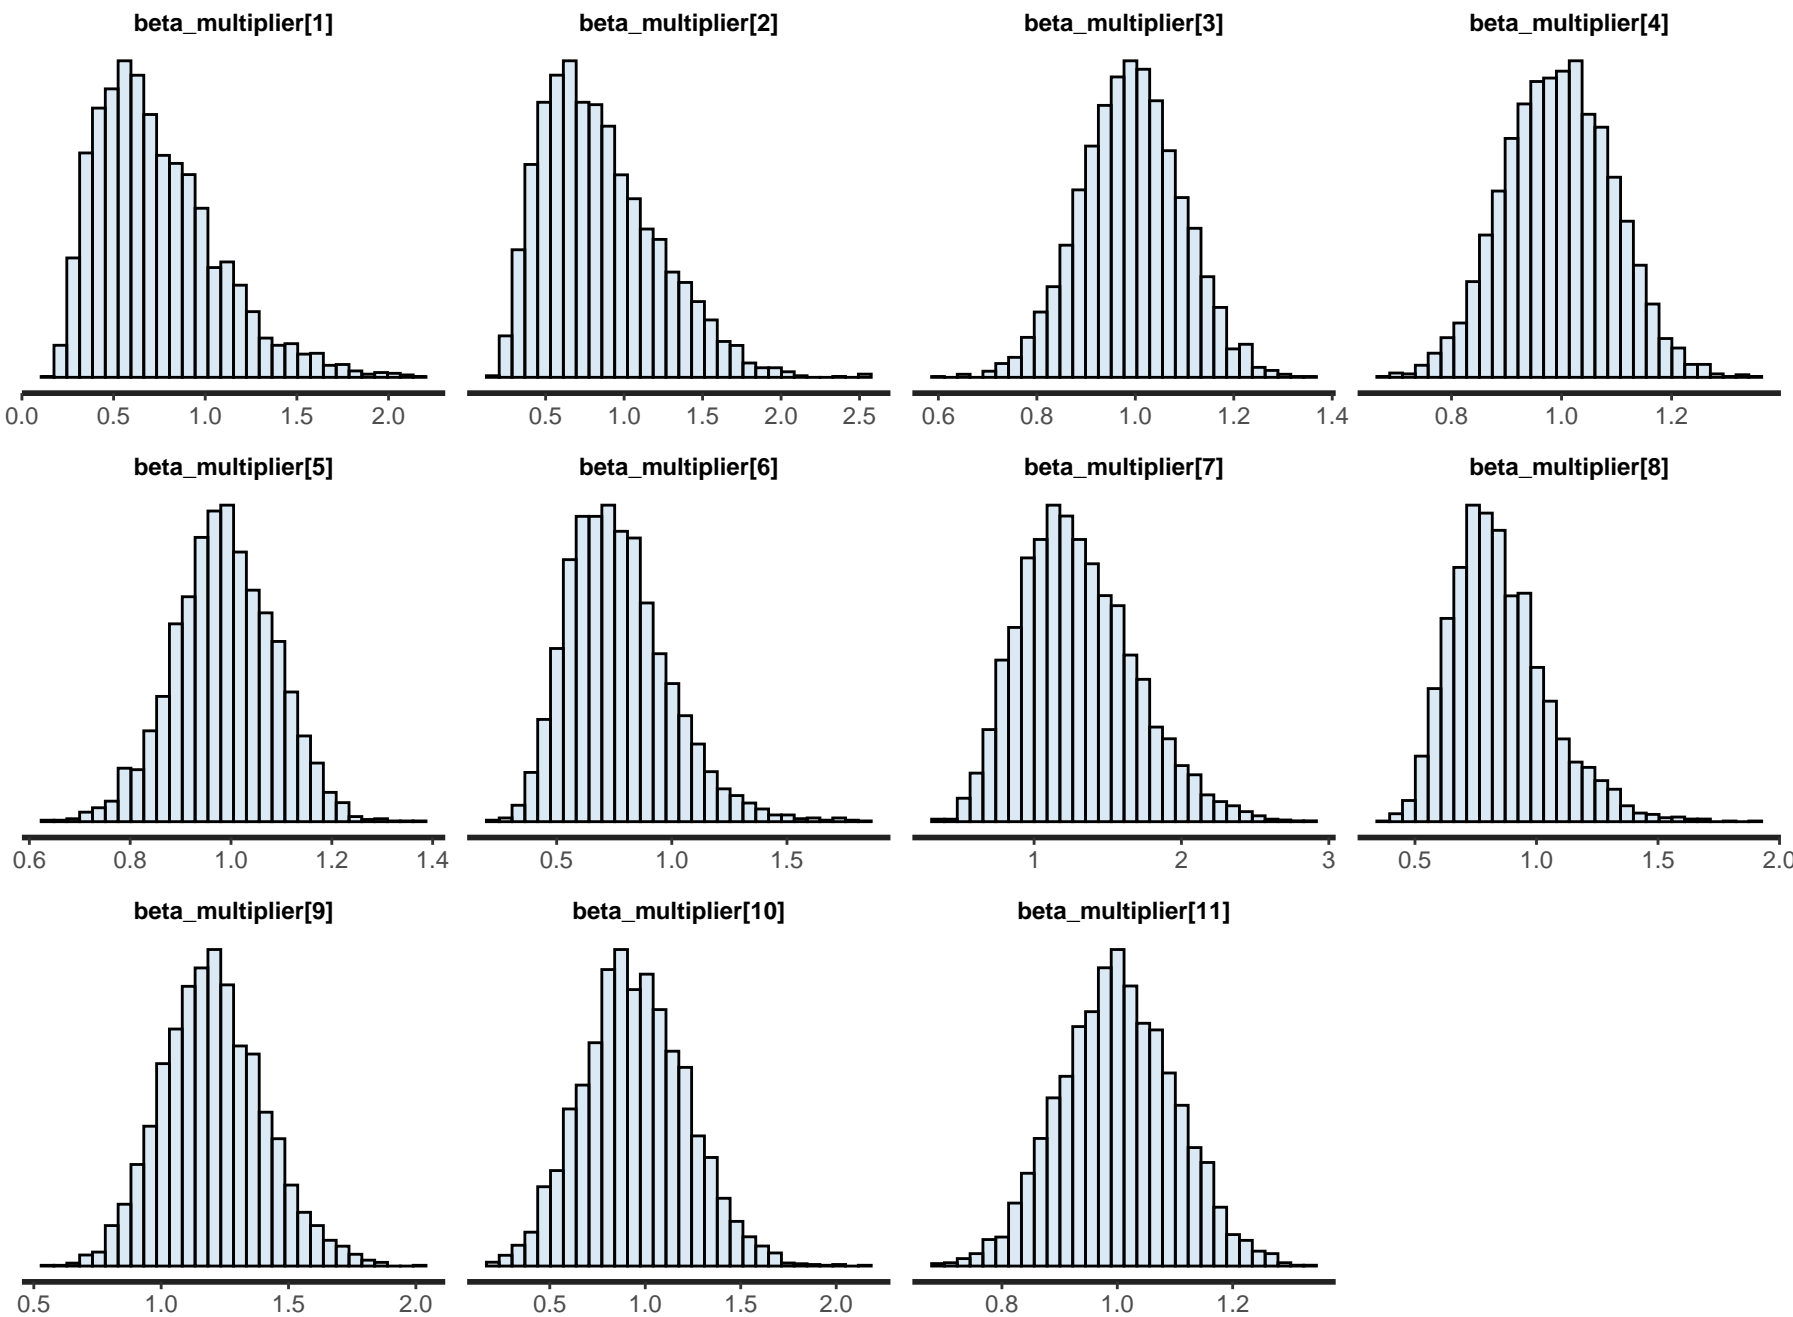 beta_multiplier[1] beta_multiplier[2] beta_multiplier[3] beta_multiplier[4]
0.0 0.5 1.0 1.5 2.0 0.5 1.0 1.5 2.0 2.5 0.6 0.8 1.0 1.2 1.4 0.8 1.0 1.2
beta_multiplier[5] beta_multiplier[6] beta_multiplier[7] beta_multiplier[8]
0.6 0.8 1.0 1.2 1.4 0.5 1.0 1.5 1 2 3 0.5 1.0 1.5 2.0
beta_multiplier[9] beta_multiplier[10] beta_multiplier[11]
0.5 1.0 1.5 2.0 0.5 1.0 1.5 2.0 0.8 1.0 1.2